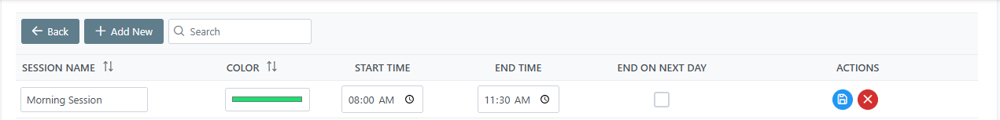 Back Add New Search
SESSION NAME COLOR START TIME END TIME END ON NEXT DAY ACTIONS
Morning Session 08:00 AM 11:30 AM